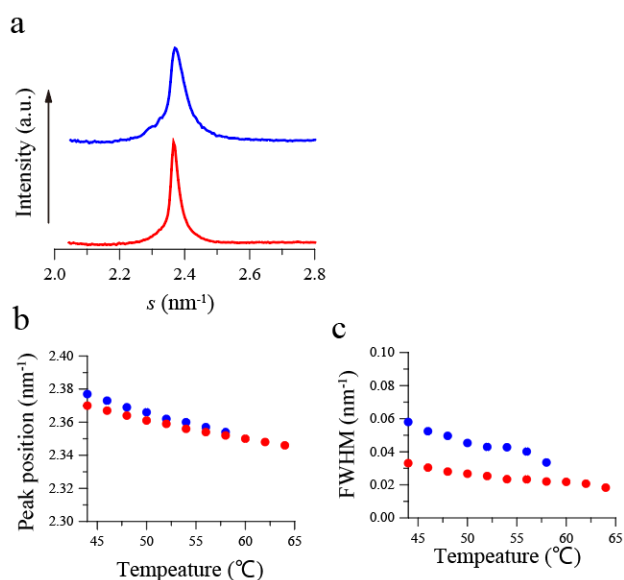 a
Intensity (a.u.)
2.0 2.2 2.4 2.6 2.8
s (nm-1)
b
Peak position (nm-1)
2.40
2.39
2.38
2.36
2.33
2.30
45 50 55 60 65
Tempeature (℃)
c
FWHM (nm-1)
0.10
0.08
0.06
0.04
0.02
0.00
45 50 55 60 65
Tempeature (℃)